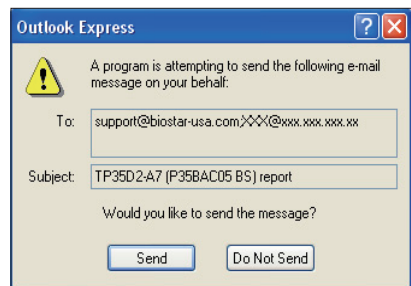 Outlook Express
A program is attempting to send the following e-mail
message on your behalf:
To: support@biostar-usa.com;XXX@xxx.xxx.xxx.xx
Subject: TP35D2-A7 (P35BAC05 BS) report
Would you like to send the message?
Send Do Not Send